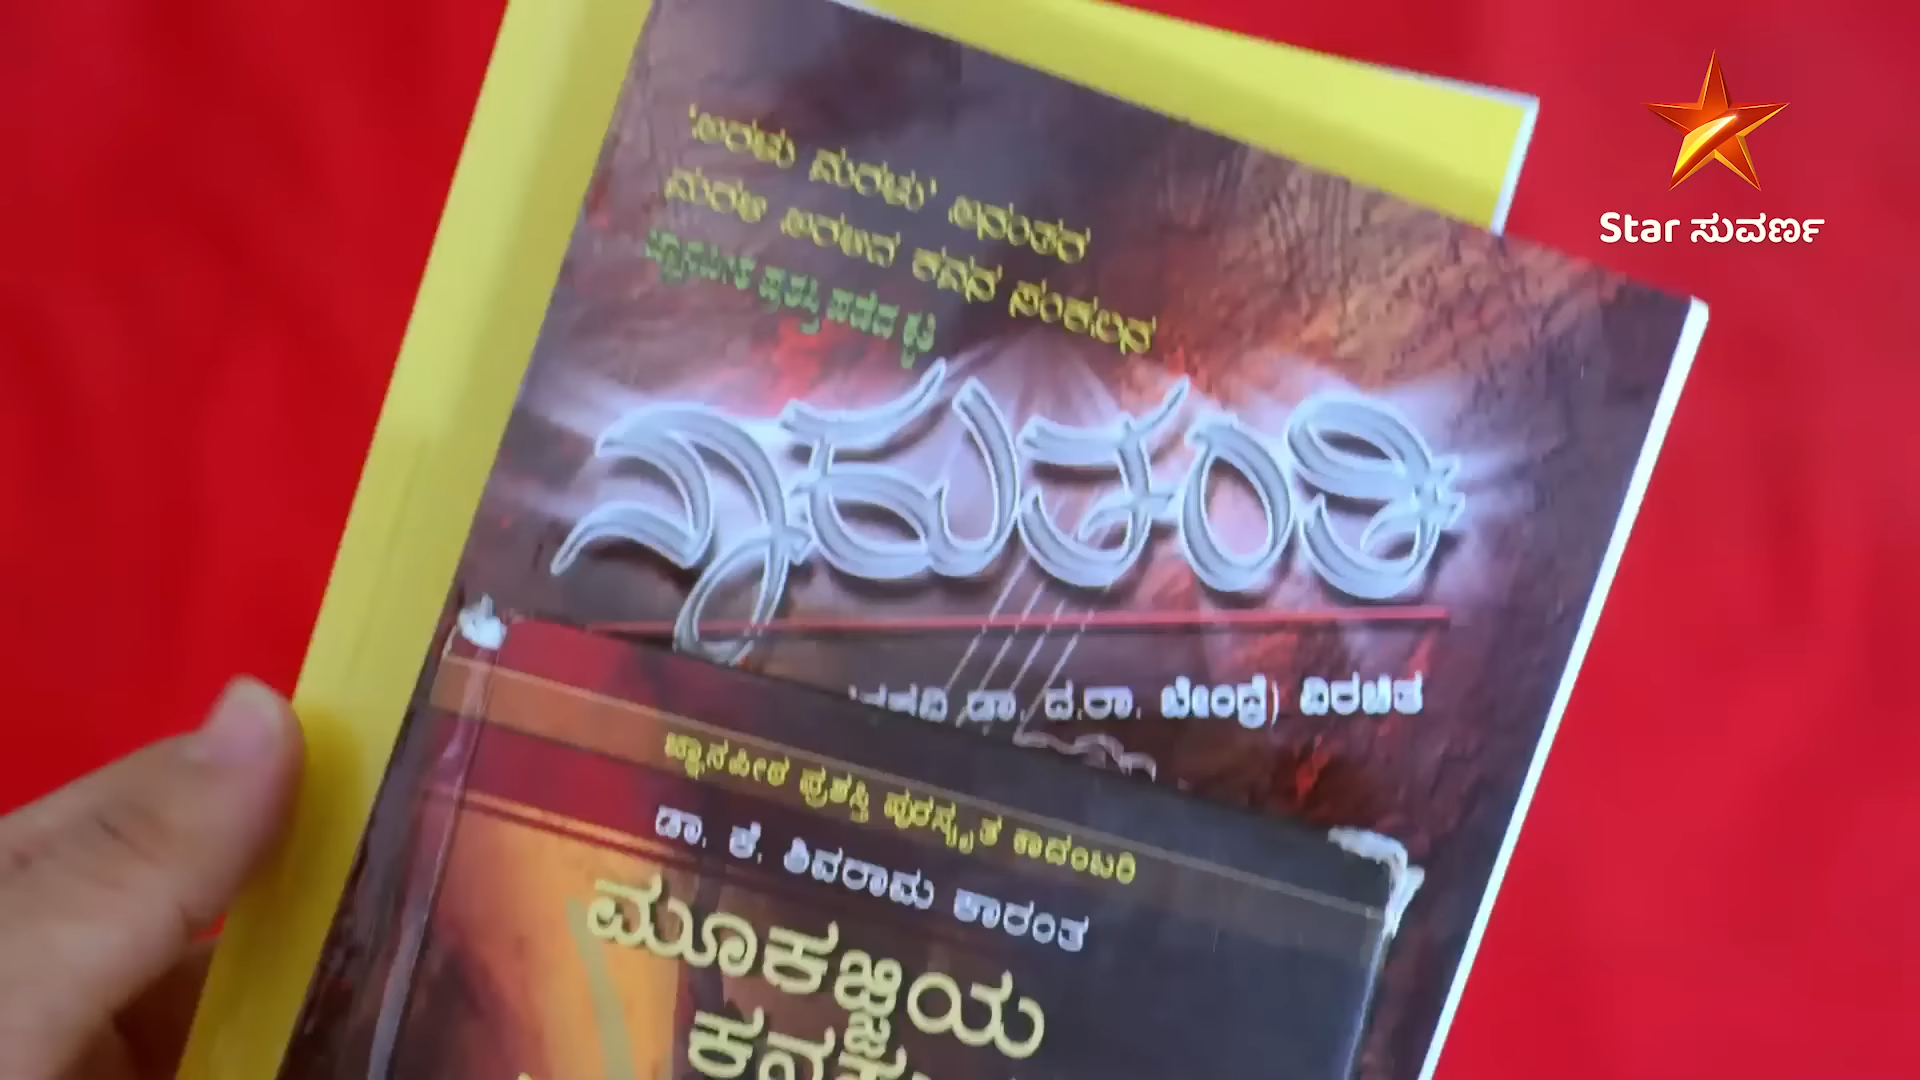 Star ಸುವರ್ಣ
'ಅರಳು ಮರಳು' ಅನಂತರ
ಮರಳಿ ಅರಳಿದ ಕವನ ಸಂಕಲನ
ಜ್ಞಾನಪೀಠ ಪ್ರಶಸ್ತಿ ಪಡೆದ ಕೃತಿ
ನಾಕುತಂತಿ
ಡಾ. ದ.ರಾ. ಬೇಂದ್ರೆ) ವಿರಚಿತ
ಜ್ಞಾನಪೀಠ ಪ್ರಶಸ್ತಿ ಪುರಸ್ಕೃತ ಕಾದಂಬರಿ
ಡಾ. ಕೆ. ಶಿವರಾಮ ಕಾರಂತ
ಮೂಕಜ್ಜಿಯ